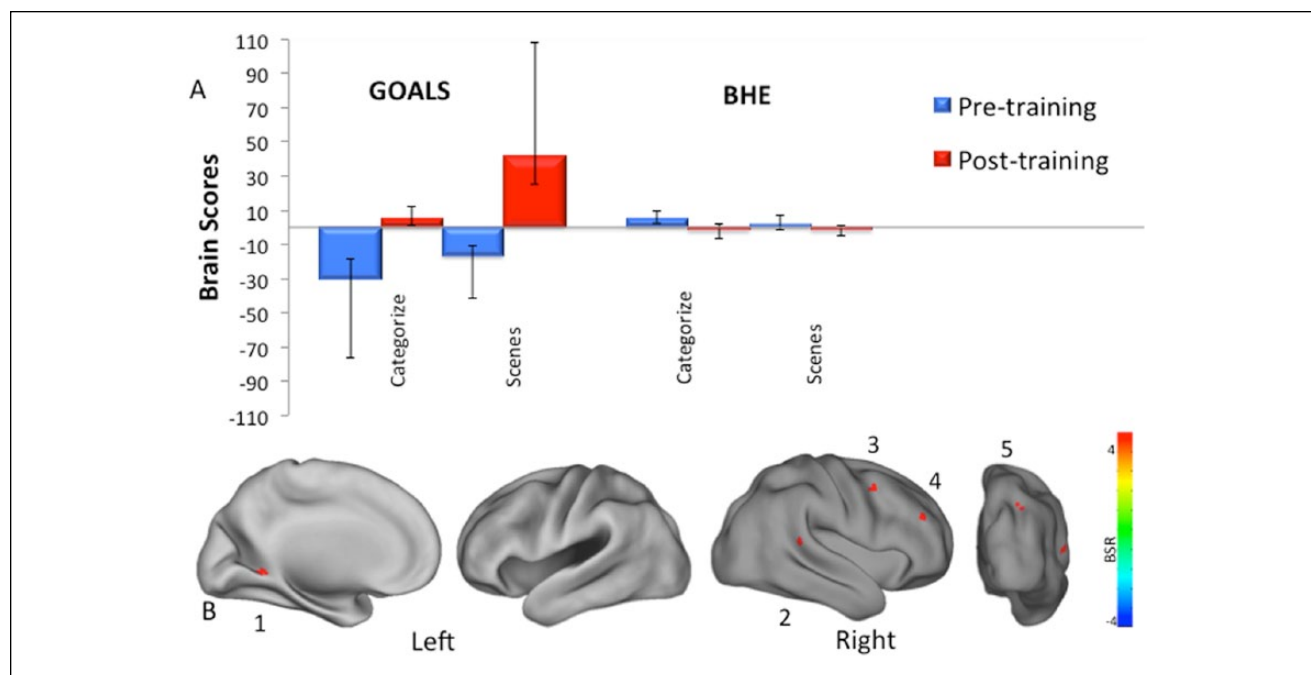 A
110
90
70
50
30
10
-10
-30
-50
-70
-90
-110
Brain Scores
GOALS
BHE
Pre-training
Post-training
Categorize
Scenes
Categorize
Scenes
B
1
Left
2
3
4
Right
5
4
BSR
-4